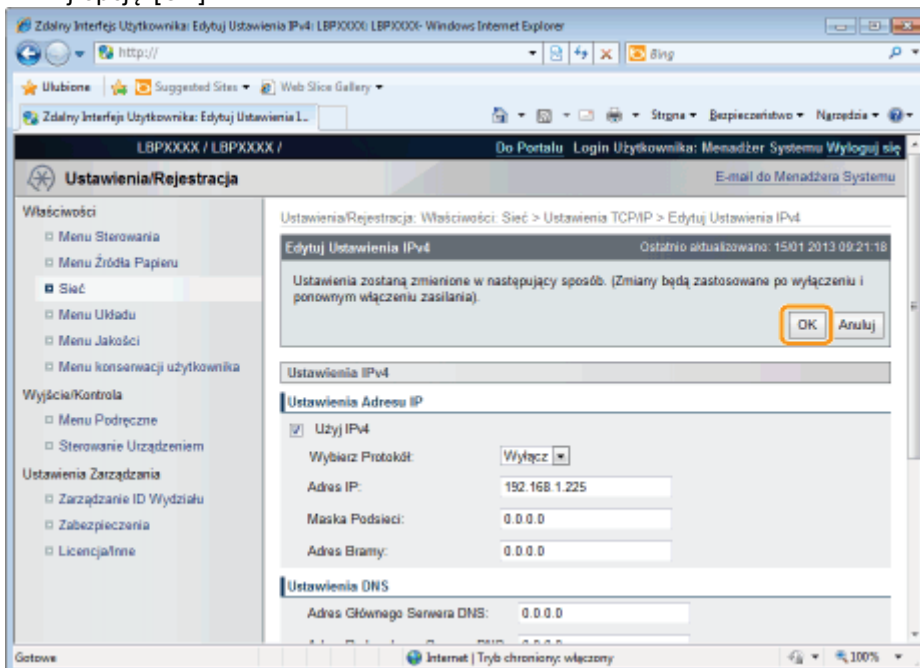 Zdalny Interfejs Użytkownika: Edytuj Ustawienia IPv4: LBPXXXX: LBPXXXX- Windows Internet Explorer
http://
Bing
Ulubione
Suggested Sites
Web Slice Gallery
Zdalny Interfejs Użytkownika: Edytuj Ustawienia I...
Strona
Bezpieczeństwo
Narzędzia
LBPXXXX / LBPXXXX /
Do Portalu Login Użytkownika: Menadżer Systemu Wyloguj się
Ustawienia/Rejestracja
E-mail do Menadżera Systemu
Właściwości
Menu Sterowania
Menu Źródła Papieru
Sieć
Menu Układu
Menu Jakości
Menu konserwacji użytkownika
Wyjście/Kontrola
Menu Podręczne
Sterowanie Urządzeniem
Ustawienia Zarządzania
Zarządzanie ID Wydziału
Zabezpieczenia
Licencja/Inne
Ustawienia/Rejestracja: Właściwości: Sieć > Ustawienia TCP/IP > Edytuj Ustawienia IPv4
Edytuj Ustawienia IPv4
Ostatnio aktualizowano: 15/01 2013 09:21:18
Ustawienia zostaną zmienione w następujący sposób. (Zmiany będą zastosowane po wyłączeniu i
ponownym włączeniu zasilania).
OK
Anuluj
Ustawienia IPv4
Ustawienia Adresu IP
Użyj IPv4
Wybierz Protokół:
Wyłącz
Adres IP:
192.168.1.225
Maska Podsieci:
0.0.0.0
Adres Bramy:
0.0.0.0
Ustawienia DNS
Adres Głównego Serwera DNS:
0.0.0.0
Gotowe
Internet | Tryb chroniony: włączony
100%